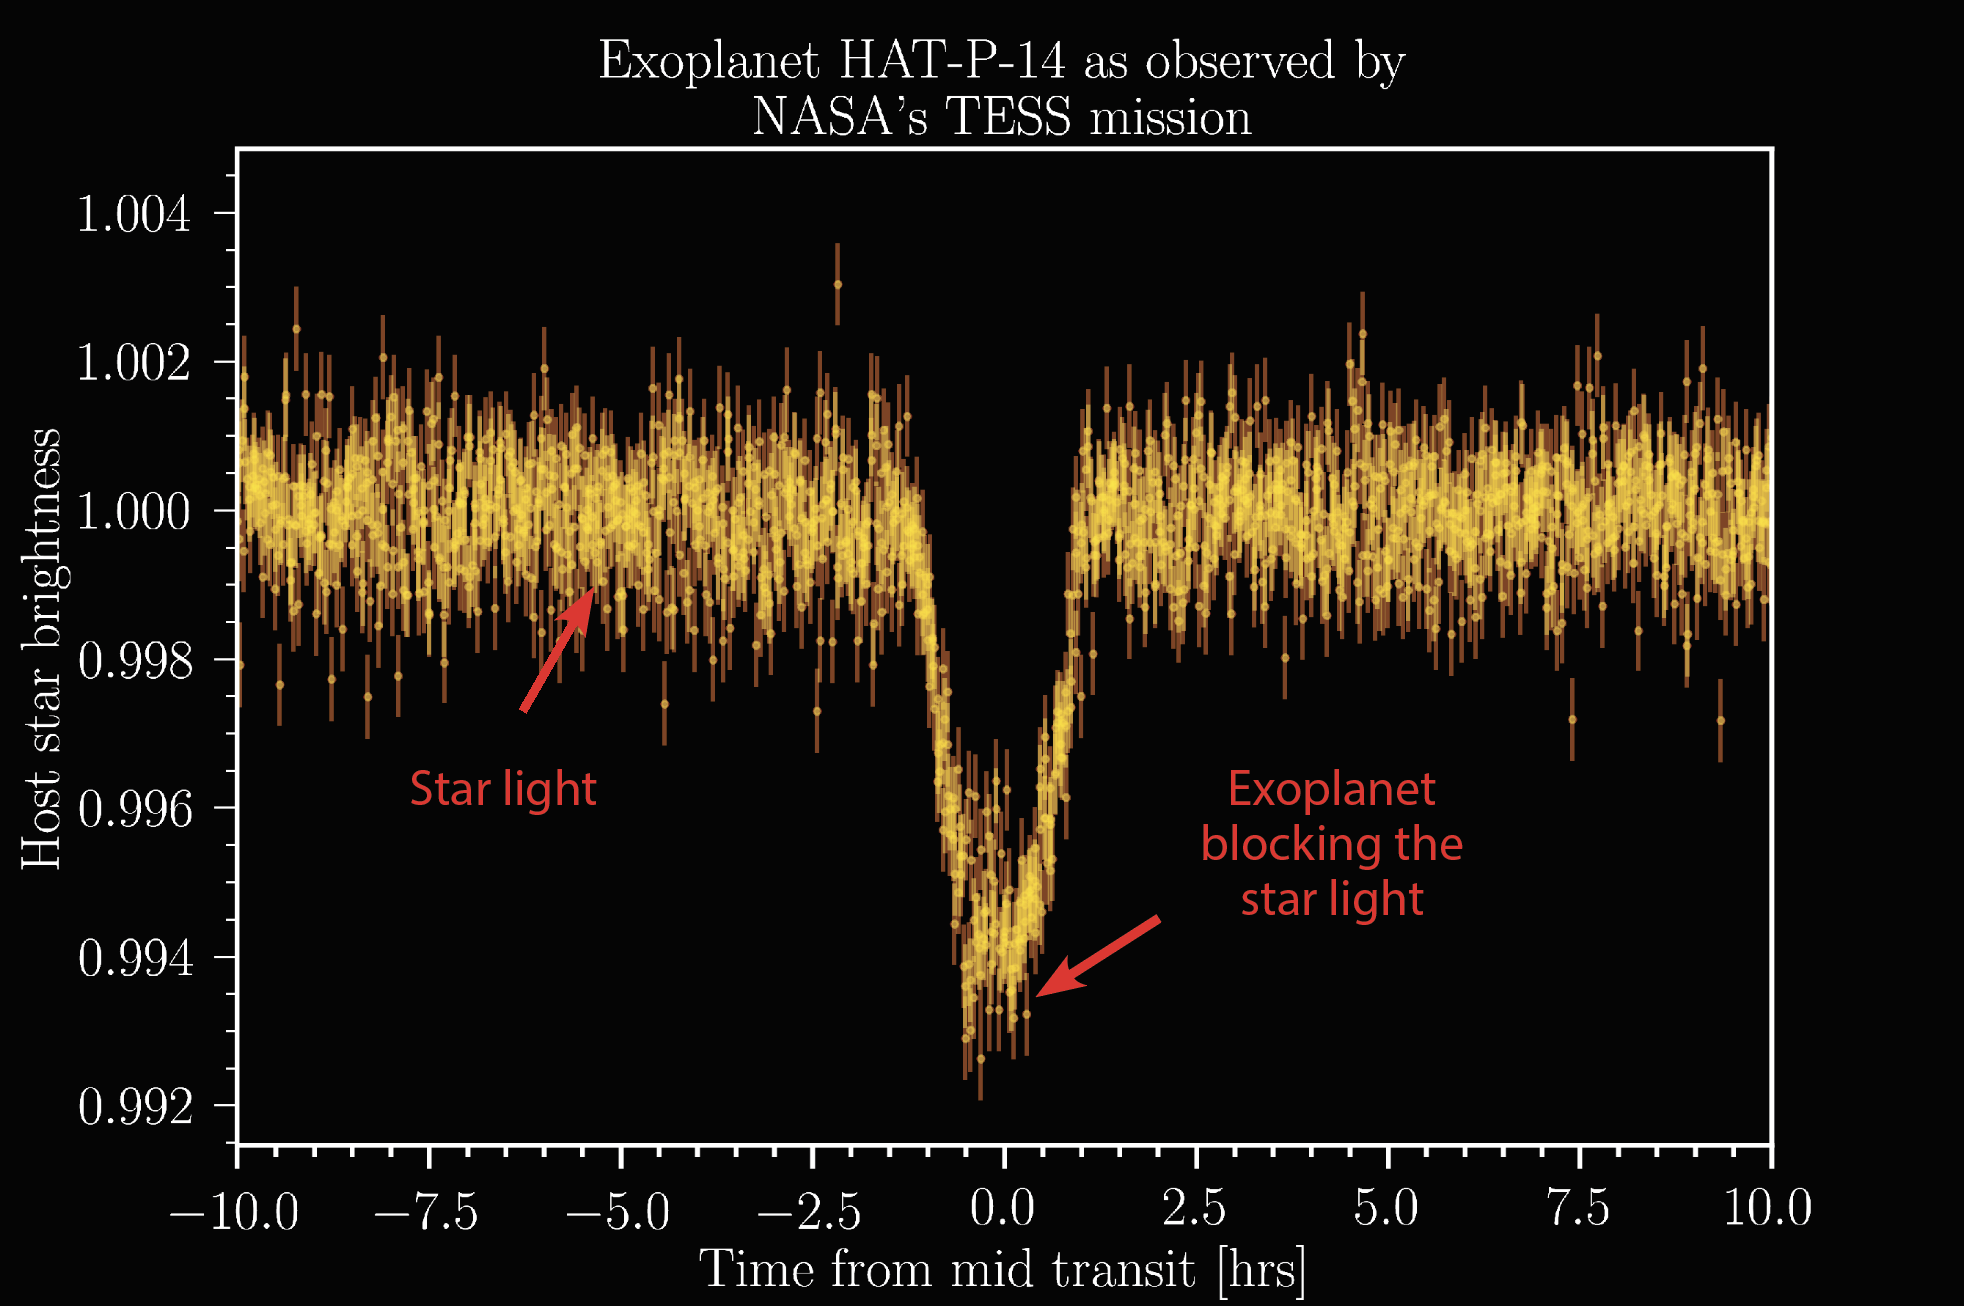 Exoplanet HAT-P-14 as observed by
NASA's TESS mission
Host star brightness
1.004
1.002
1.000
0.998
0.996
0.994
0.992
Star light
Exoplanet
blocking the
star light
−10.0 −7.5 −5.0 −2.5 0.0 2.5 5.0 7.5 10.0
Time from mid transit [hrs]